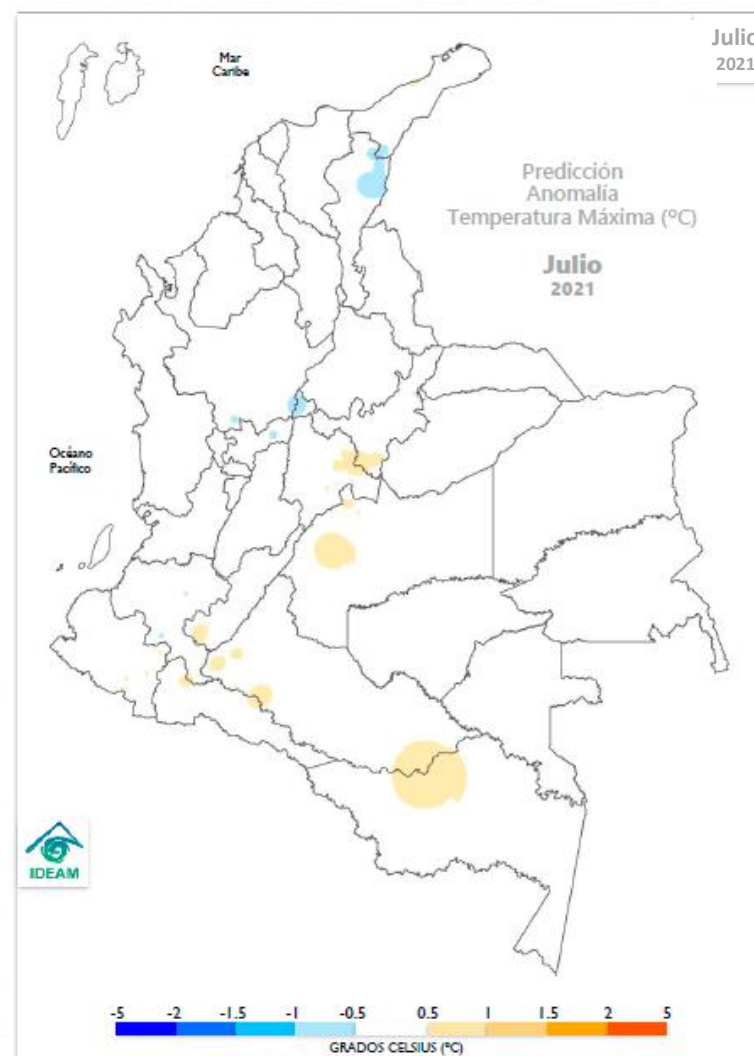 Julio
2021
Mar
Caribe
Predicción
Anomalía
Temperatura Máxima (ºC)
Julio
2021
Océano
Pacífico
IDEAM
-5 -2 -1.5 -1 -0.5 0.5 1 1.5 2 5
GRADOS CELSIUS (ºC)